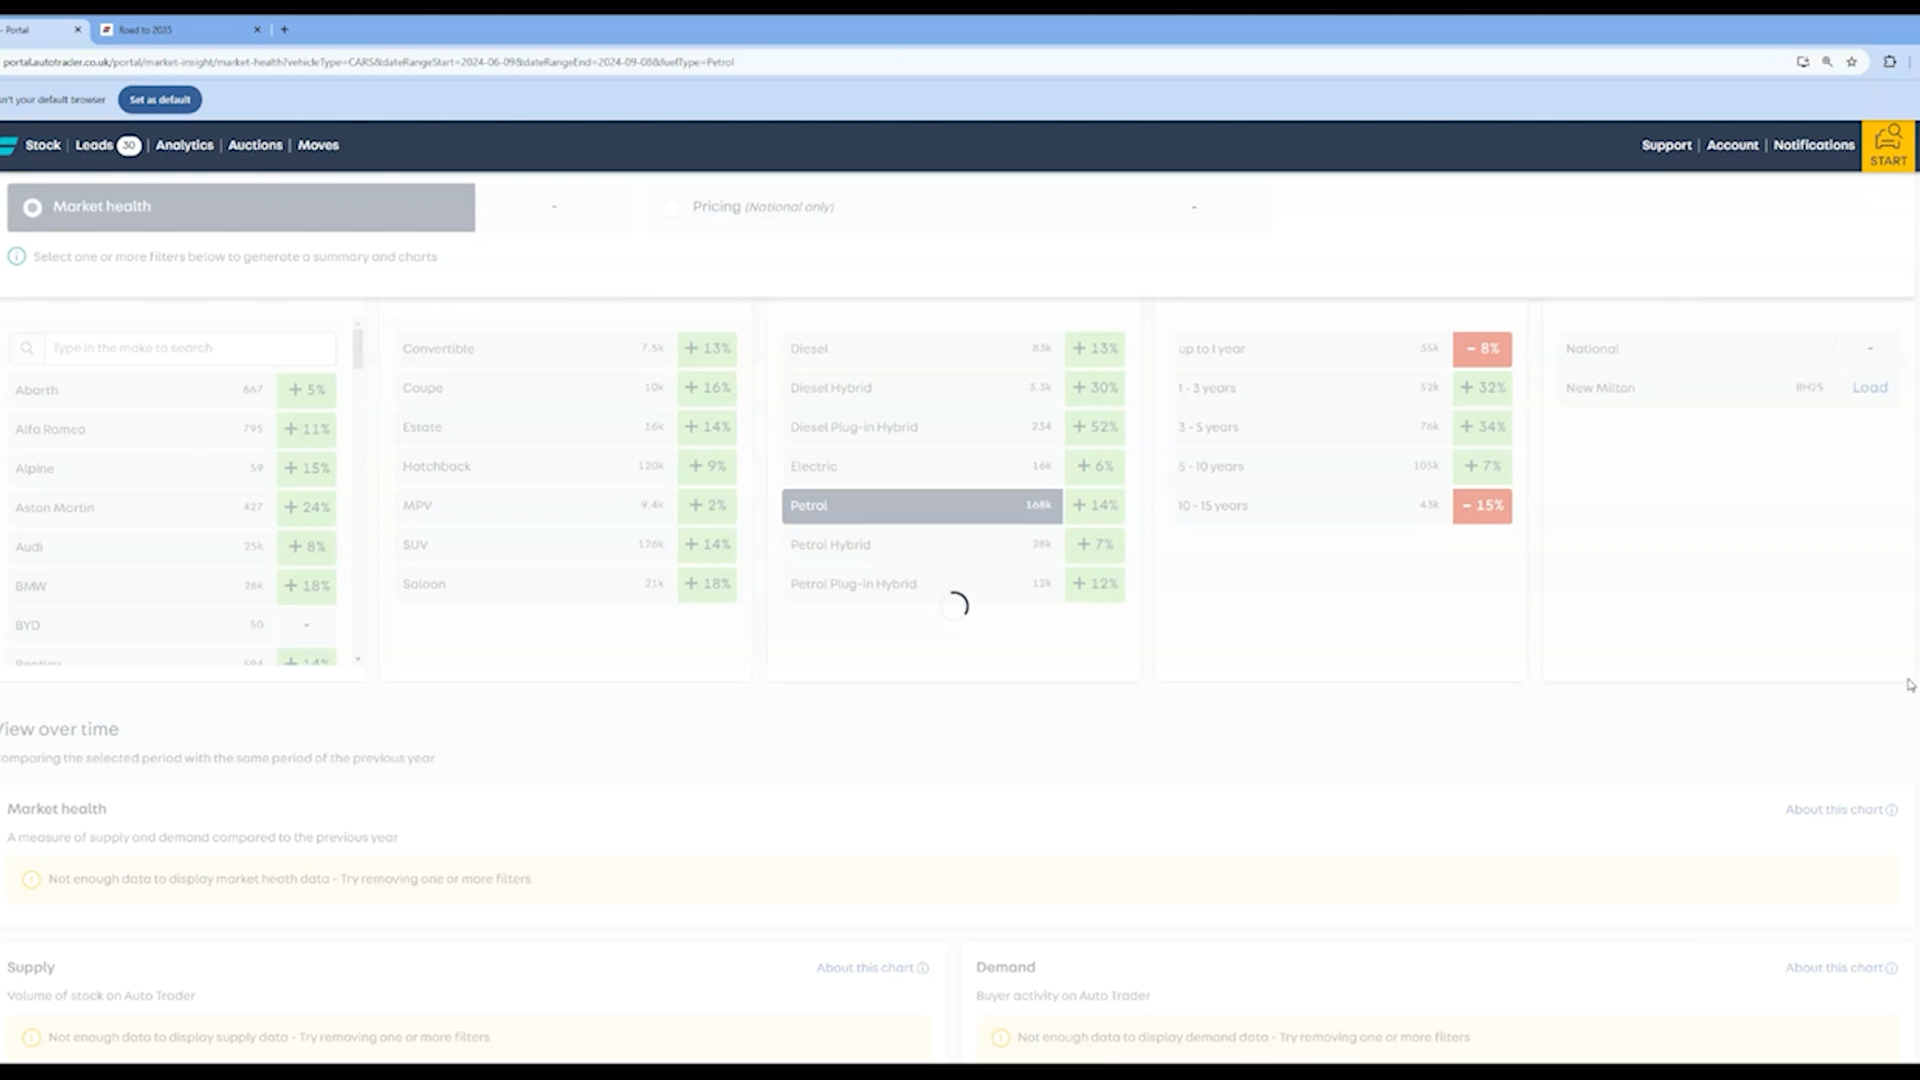 - Portal
Road to 2035
portal.autotrader.co.uk/portal/market-insight/market-health?vehicleType=CARS&dateRangeStart=2024-06-09&dateRangeEnd=2024-09-08&fuelType=Petrol
n't your default browser Set as default
Stock | Leads 30 | Analytics | Auctions | Moves
Support | Account | Notifications
START
Market health -
Pricing (National only) -
Select one or more filters below to generate a summary and charts
Type in the make to search
Abarth 667 + 5%
Alfa Romeo 795 + 11%
Alpine 59 + 15%
Aston Martin 427 + 24%
Audi 25k + 8%
BMW 26k + 18%
BYD 50 -
Bentley 594 + 14%
Convertible 7.5k + 13%
Coupe 10k + 16%
Estate 16k + 14%
Hatchback 120k + 9%
MPV 9.4k + 2%
SUV 126k + 14%
Saloon 21k + 18%
Diesel 83k + 13%
Diesel Hybrid 3.3k + 30%
Diesel Plug-in Hybrid 234 + 52%
Electric 16k + 6%
Petrol 168k + 14%
Petrol Hybrid 28k + 7%
Petrol Plug-in Hybrid 12k + 12%
up to 1 year 35k - 8%
1 - 3 years 52k + 32%
3 - 5 years 76k + 34%
5 - 10 years 105k + 7%
10 - 15 years 43k - 15%
National -
New Milton BH25 Load
View over time
omparing the selected period with the same period of the previous year
Market health
About this chart
A measure of supply and demand compared to the previous year
Not enough data to display market heath data - Try removing one or more filters
Supply
About this chart
Volume of stock on Auto Trader
Not enough data to display supply data - Try removing one or more filters
Demand
About this chart
Buyer activity on Auto Trader
Not enough data to display demand data - Try removing one or more filters